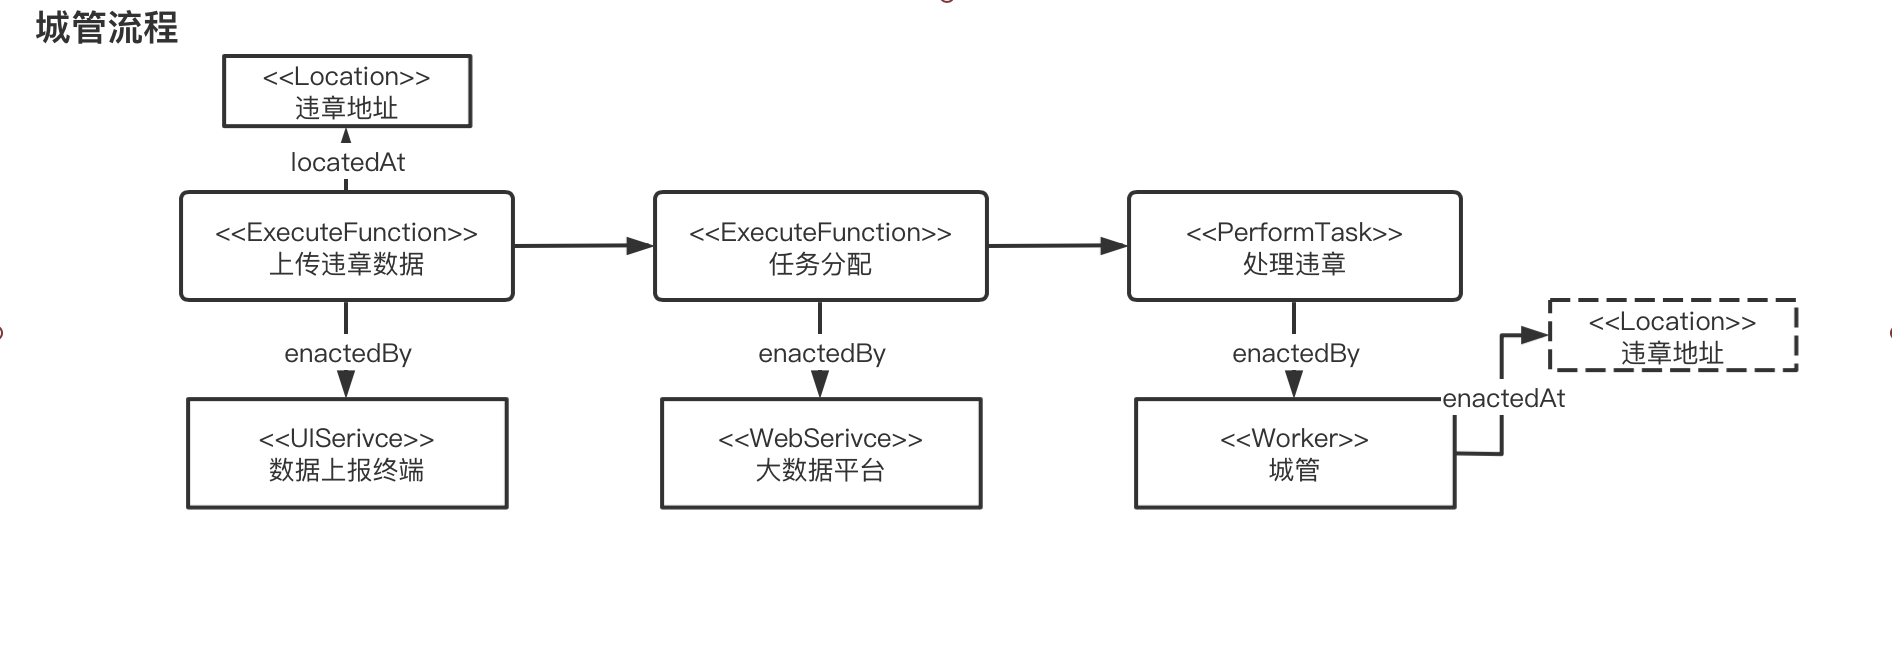 城管流程
<<Location>>
违章地址
locatedAt
<<ExecuteFunction>>
上传违章数据
<<ExecuteFunction>>
任务分配
<<PerformTask>>
处理违章
<<Location>>
违章地址
enactedBy
enactedBy
enactedBy
enactedAt
<<UISerivce>>
数据上报终端
<<WebSerivce>>
大数据平台
<<Worker>>
城管